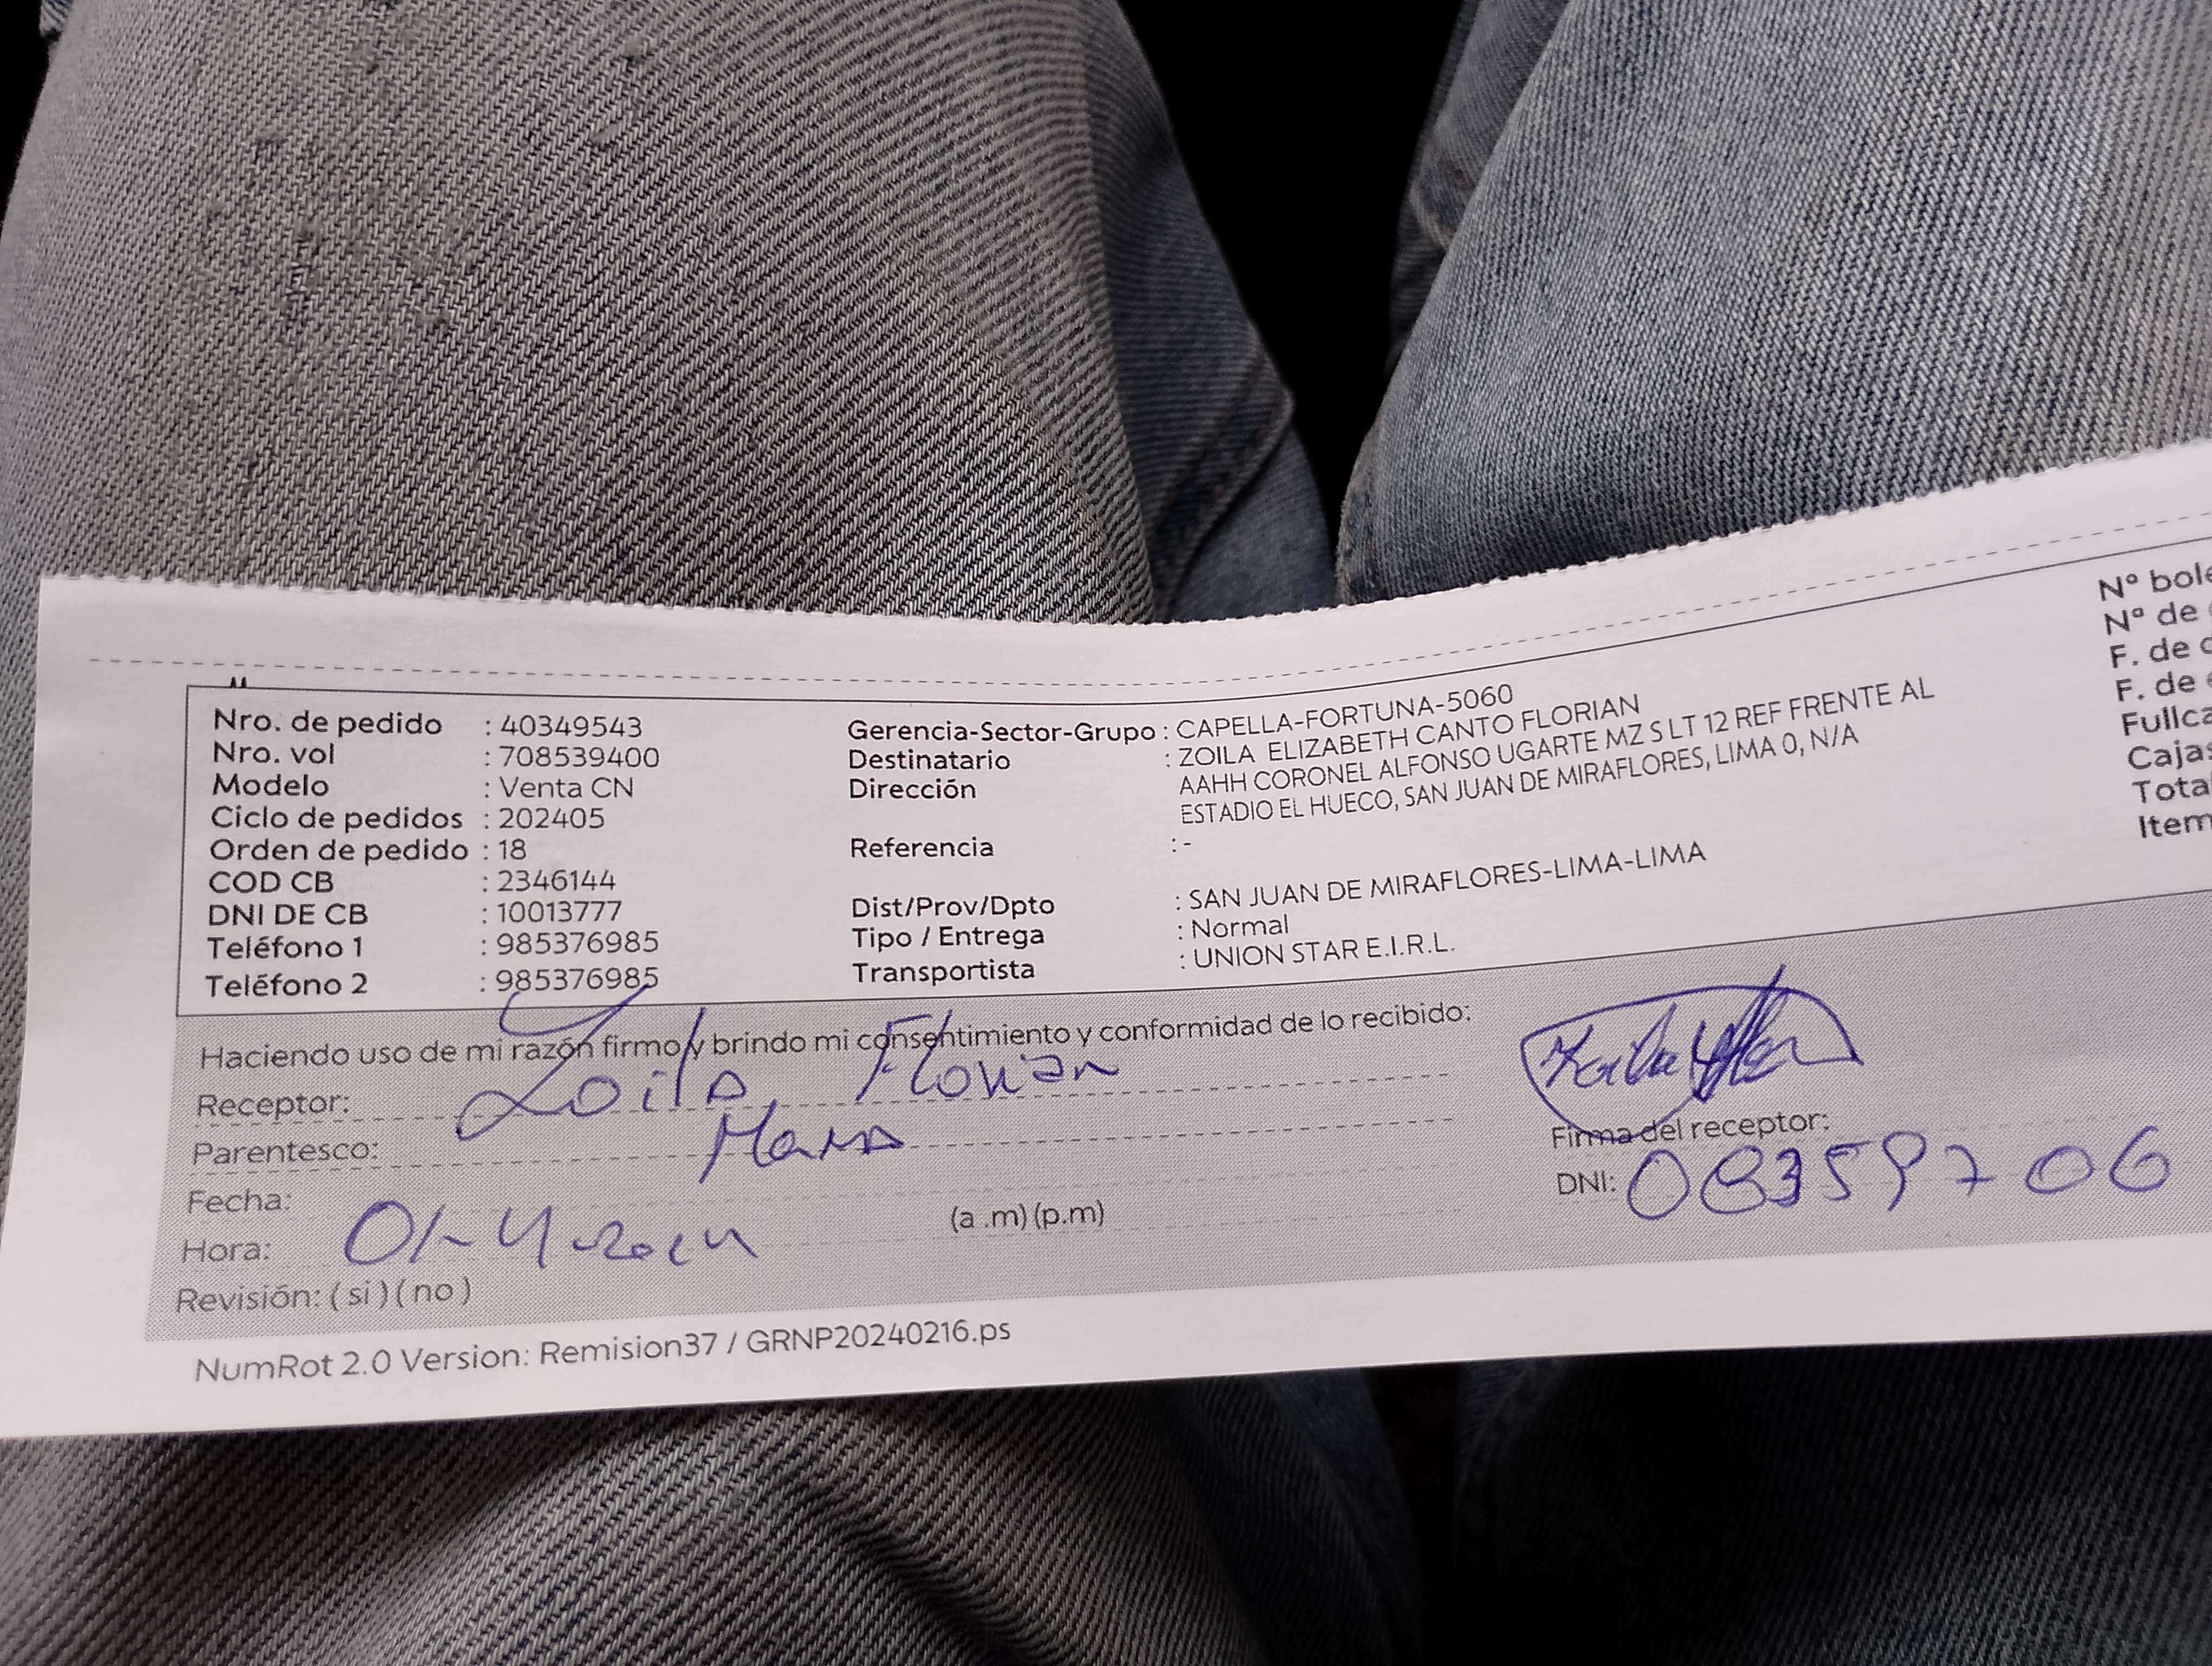 Nro. de pedido : 40349543
Nro. vol : 708539400
Modelo : Venta CN
Ciclo de pedidos : 202405
Orden de pedido : 18
COD CB : 2346144
DNI DE CB : 10013777
Teléfono 1 : 985376985
Teléfono 2 : 985376985
Gerencia-Sector-Grupo : CAPELLA-FORTUNA-5060
Destinatario : ZOILA ELIZABETH CANTO FLORIAN
Dirección AAHH CORONEL ALFONSO UGARTE MZ S LT 12 REF FRENTE AL
ESTADIO EL HUECO, SAN JUAN DE MIRAFLORES, LIMA 0, N/A
Referencia : -
Dist/Prov/Dpto : SAN JUAN DE MIRAFLORES-LIMA-LIMA
Tipo / Entrega : Normal
Transportista : UNION STAR E.I.R.L.
Nº bole
Nº de
F. de
F. de
Fullca
Cajas
Tota
Item
Haciendo uso de mi razón firmo y brindo mi consentimiento y conformidad de lo recibido:
Receptor: Zoila Florian
Parentesco: Mama
Fecha:
Hora: (a .m) (p.m)
Revisión: ( si ) ( no )
Firma del receptor:
DNI: 08359706
NumRot 2.0 Version: Remision37 / GRNP20240216.ps